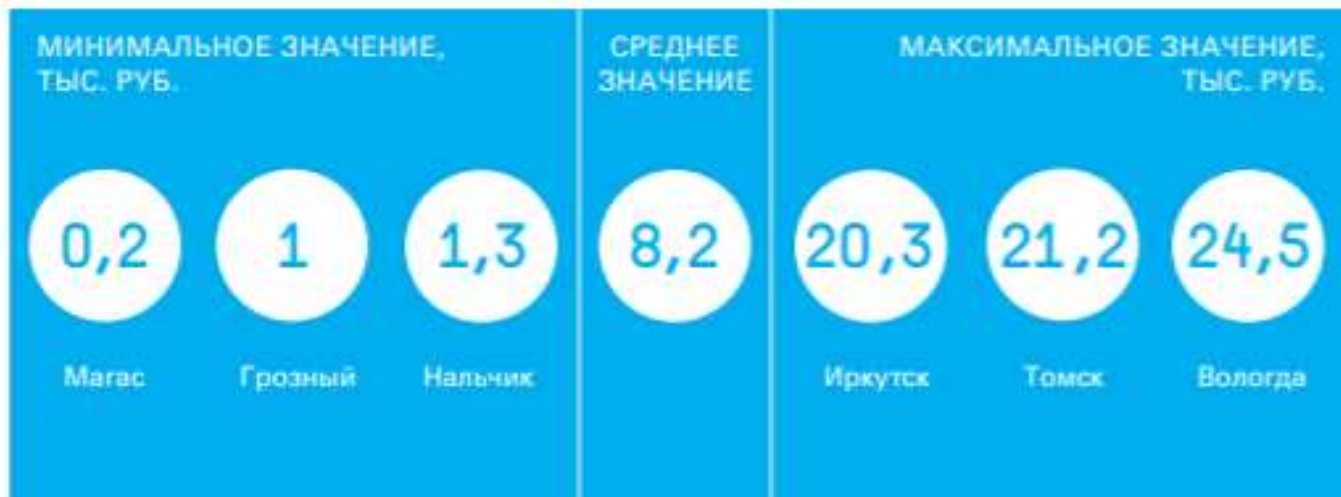 МИНИМАЛЬНОЕ ЗНАЧЕНИЕ,
ТЫС. РУБ.
0,2
1
1,3
Магас
Грозный
Нальчик
СРЕДНЕЕ
ЗНАЧЕНИЕ
8,2
МАКСИМАЛЬНОЕ ЗНАЧЕНИЕ,
ТЫС. РУБ.
20,3
21,2
24,5
Иркутск
Томск
Вологда